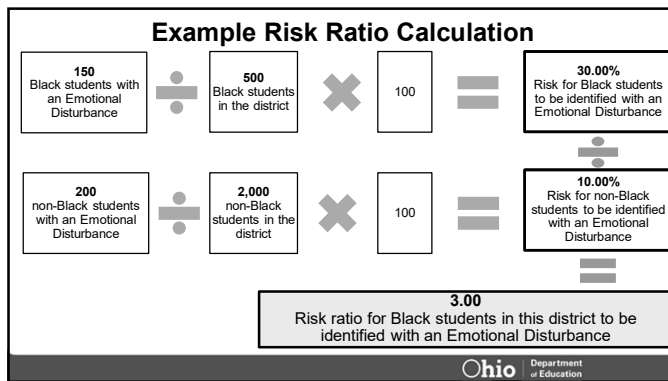 Example Risk Ratio Calculation
150
Black students with
an Emotional
Disturbance
500
Black students
in the district
100
30.00%
Risk for Black students
to be identified with an
Emotional Disturbance
200
non-Black students
with an Emotional
Disturbance
2,000
non-Black
students in the
district
100
10.00%
Risk for non-Black
students to be identified
with an Emotional
Disturbance
3.00
Risk ratio for Black students in this district to be
identified with an Emotional Disturbance
Ohio Department
of Education